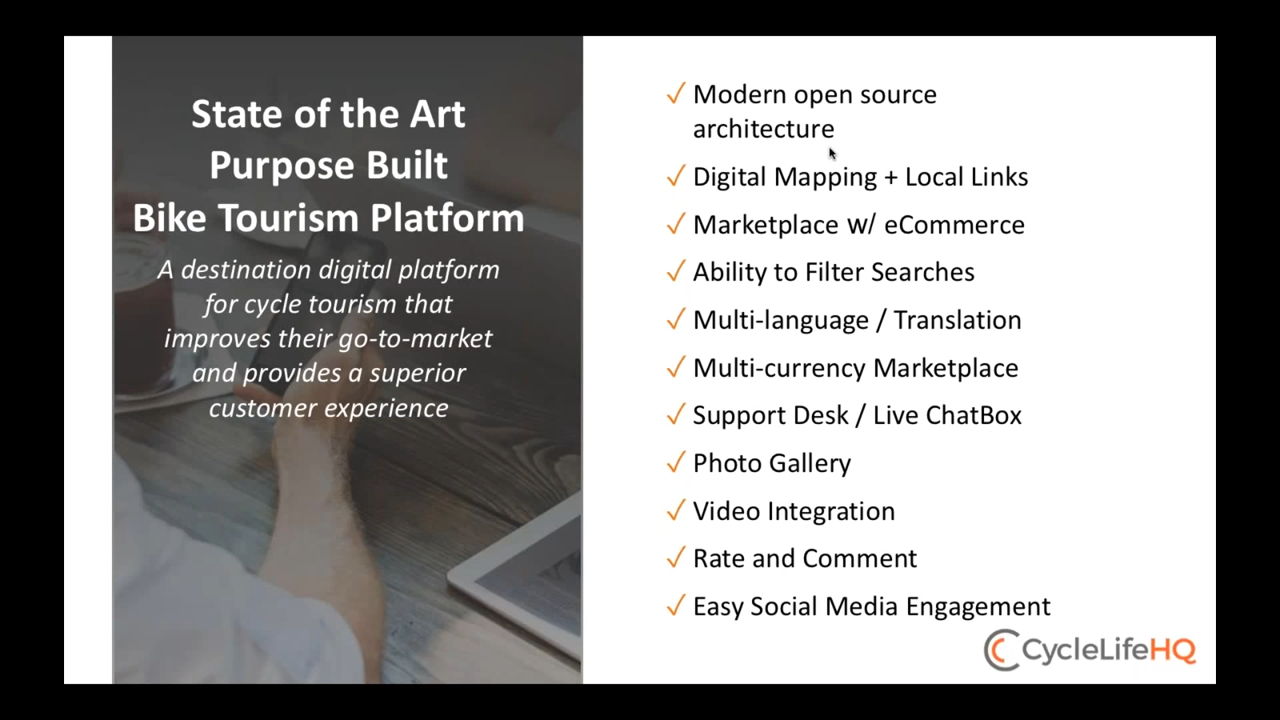 State of the Art
Purpose Built
Bike Tourism Platform
A destination digital platform
for cycle tourism that
improves their go-to-market
and provides a superior
customer experience
✓ Modern open source
architecture
✓ Digital Mapping + Local Links
✓ Marketplace w/ eCommerce
✓ Ability to Filter Searches
✓ Multi-language / Translation
✓ Multi-currency Marketplace
✓ Support Desk / Live ChatBox
✓ Photo Gallery
✓ Video Integration
✓ Rate and Comment
✓ Easy Social Media Engagement
CycleLifeHQ